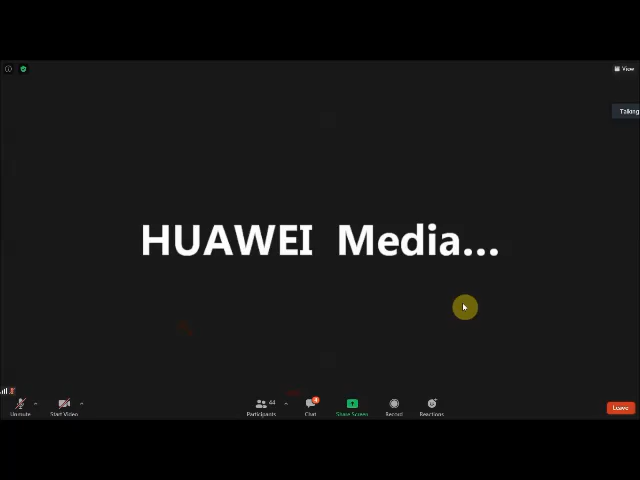 View
Talking
HUAWEI Media...
Unmute
Start Video
44
Participants
Chat
Share Screen
Record
Reactions
Leave